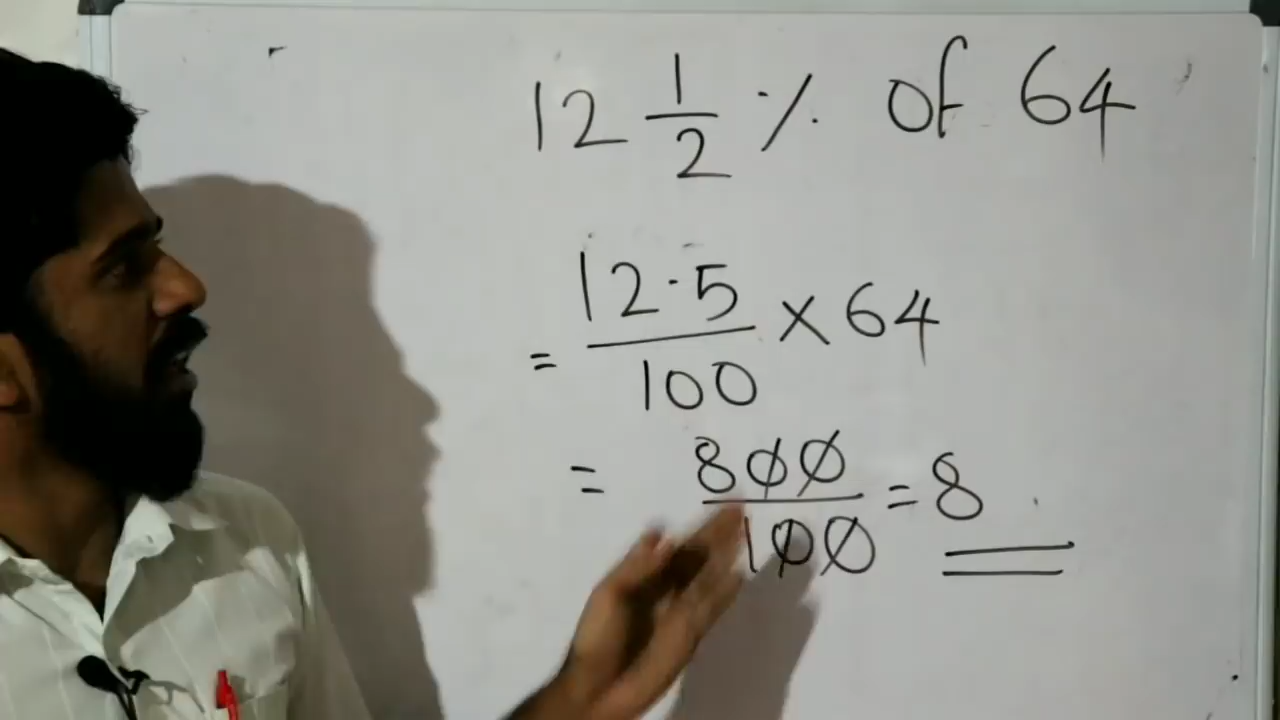 12 1/2 % of 64
= 12.5/100 × 64
= 800/100 = 8